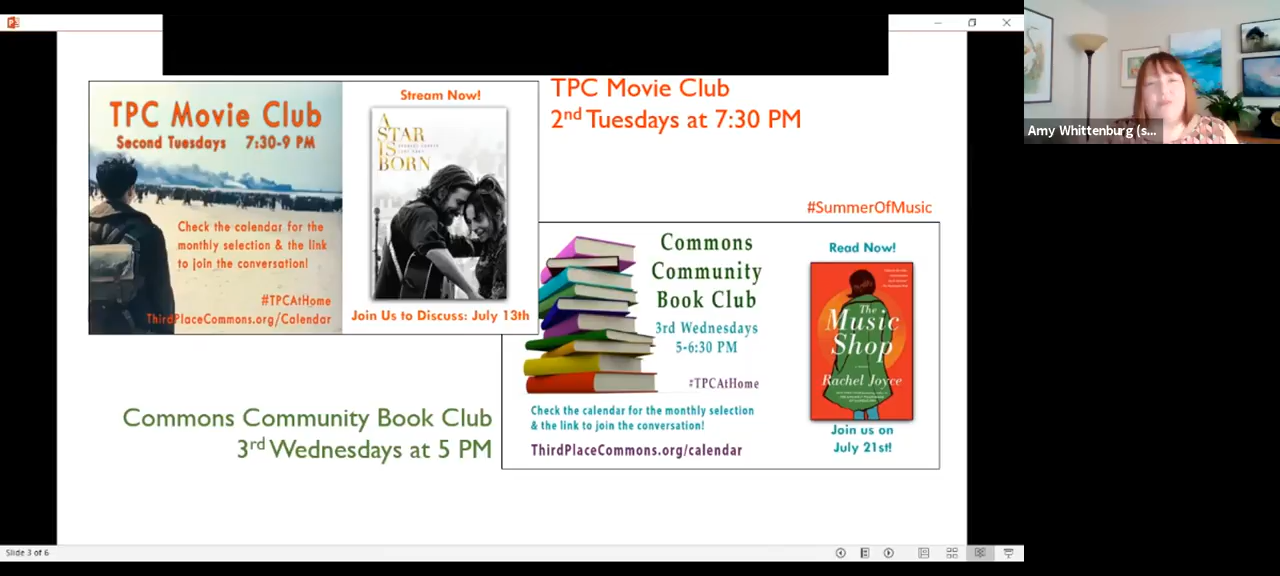 TPC Movie Club
Second Tuesdays 7:30-9 PM
Check the calendar for the
monthly selection & the link
to join the conversation!
#TPCAtHome
ThirdPlaceCommons.org/Calendar
Stream Now!
A
STAR
IS
BORN
Join Us to Discuss: July 13th
TPC Movie Club
2nd Tuesdays at 7:30 PM
#SummerOfMusic
Commons
Community
Book Club
3rd Wednesdays
5-6:30 PM
#TPCAtHome
Check the calendar for the monthly selection
& the link to join the conversation!
ThirdPlaceCommons.org/calendar
Read Now!
The
Music
Shop
Rachel Joyce
Join us on
July 21st!
Commons Community Book Club
3rd Wednesdays at 5 PM
Slide 3 of 6
Amy Whittenburg (s...